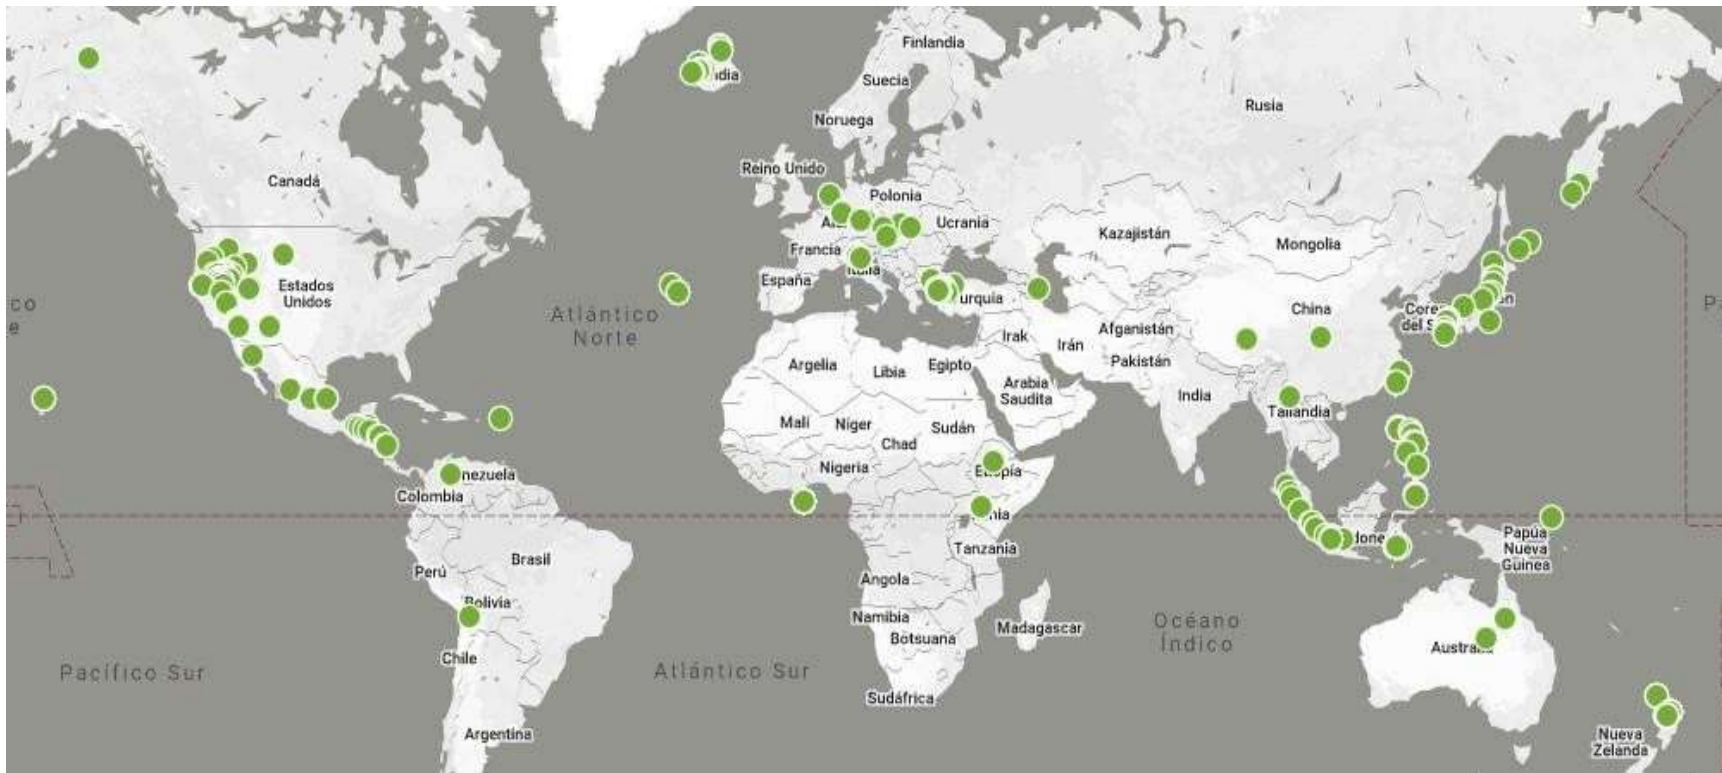 Finlandia
Suecia
Rusia
Noruega
Reino Unido
Canadá
Polonia
Ucrania
Kazajistán
Mongolia
Francia
España
Estados
Unidos
Atlántico
Norte
China
Afganistán
Irak
Irán
Pakistán
Argelia
Libia
Egipto
Arabia
Saudita
India
Tailandia
Malí
Níger
Sudán
Chad
Nigeria
Etiopía
Colombia
Papúa
Nueva
Guinea
Tanzania
Brasil
Perú
Angola
Bolivia
Namibia
Botsuana
Madagascar
Océano
Índico
Chile
Pacífico Sur
Atlántico Sur
Sudáfrica
Argentina
Nueva
Zelanda